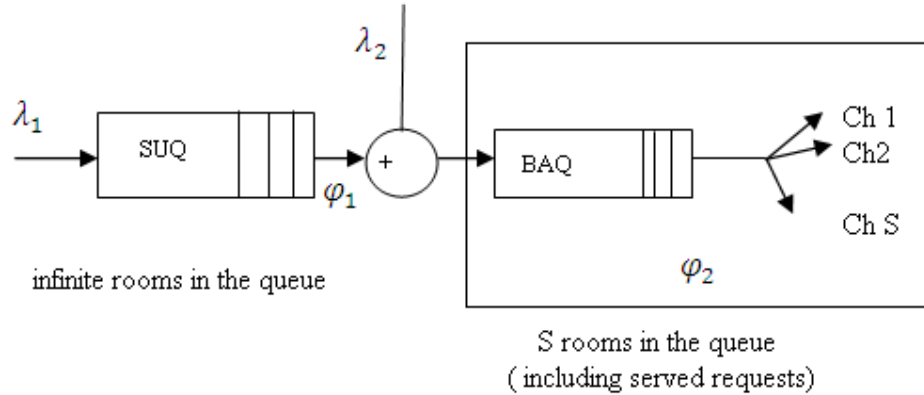 λ₂
λ₁
SUQ
+
BAQ
Ch 1
Ch2
Ch S
φ₁
φ₂
infinite rooms in the queue
S rooms in the queue
( including served requests)